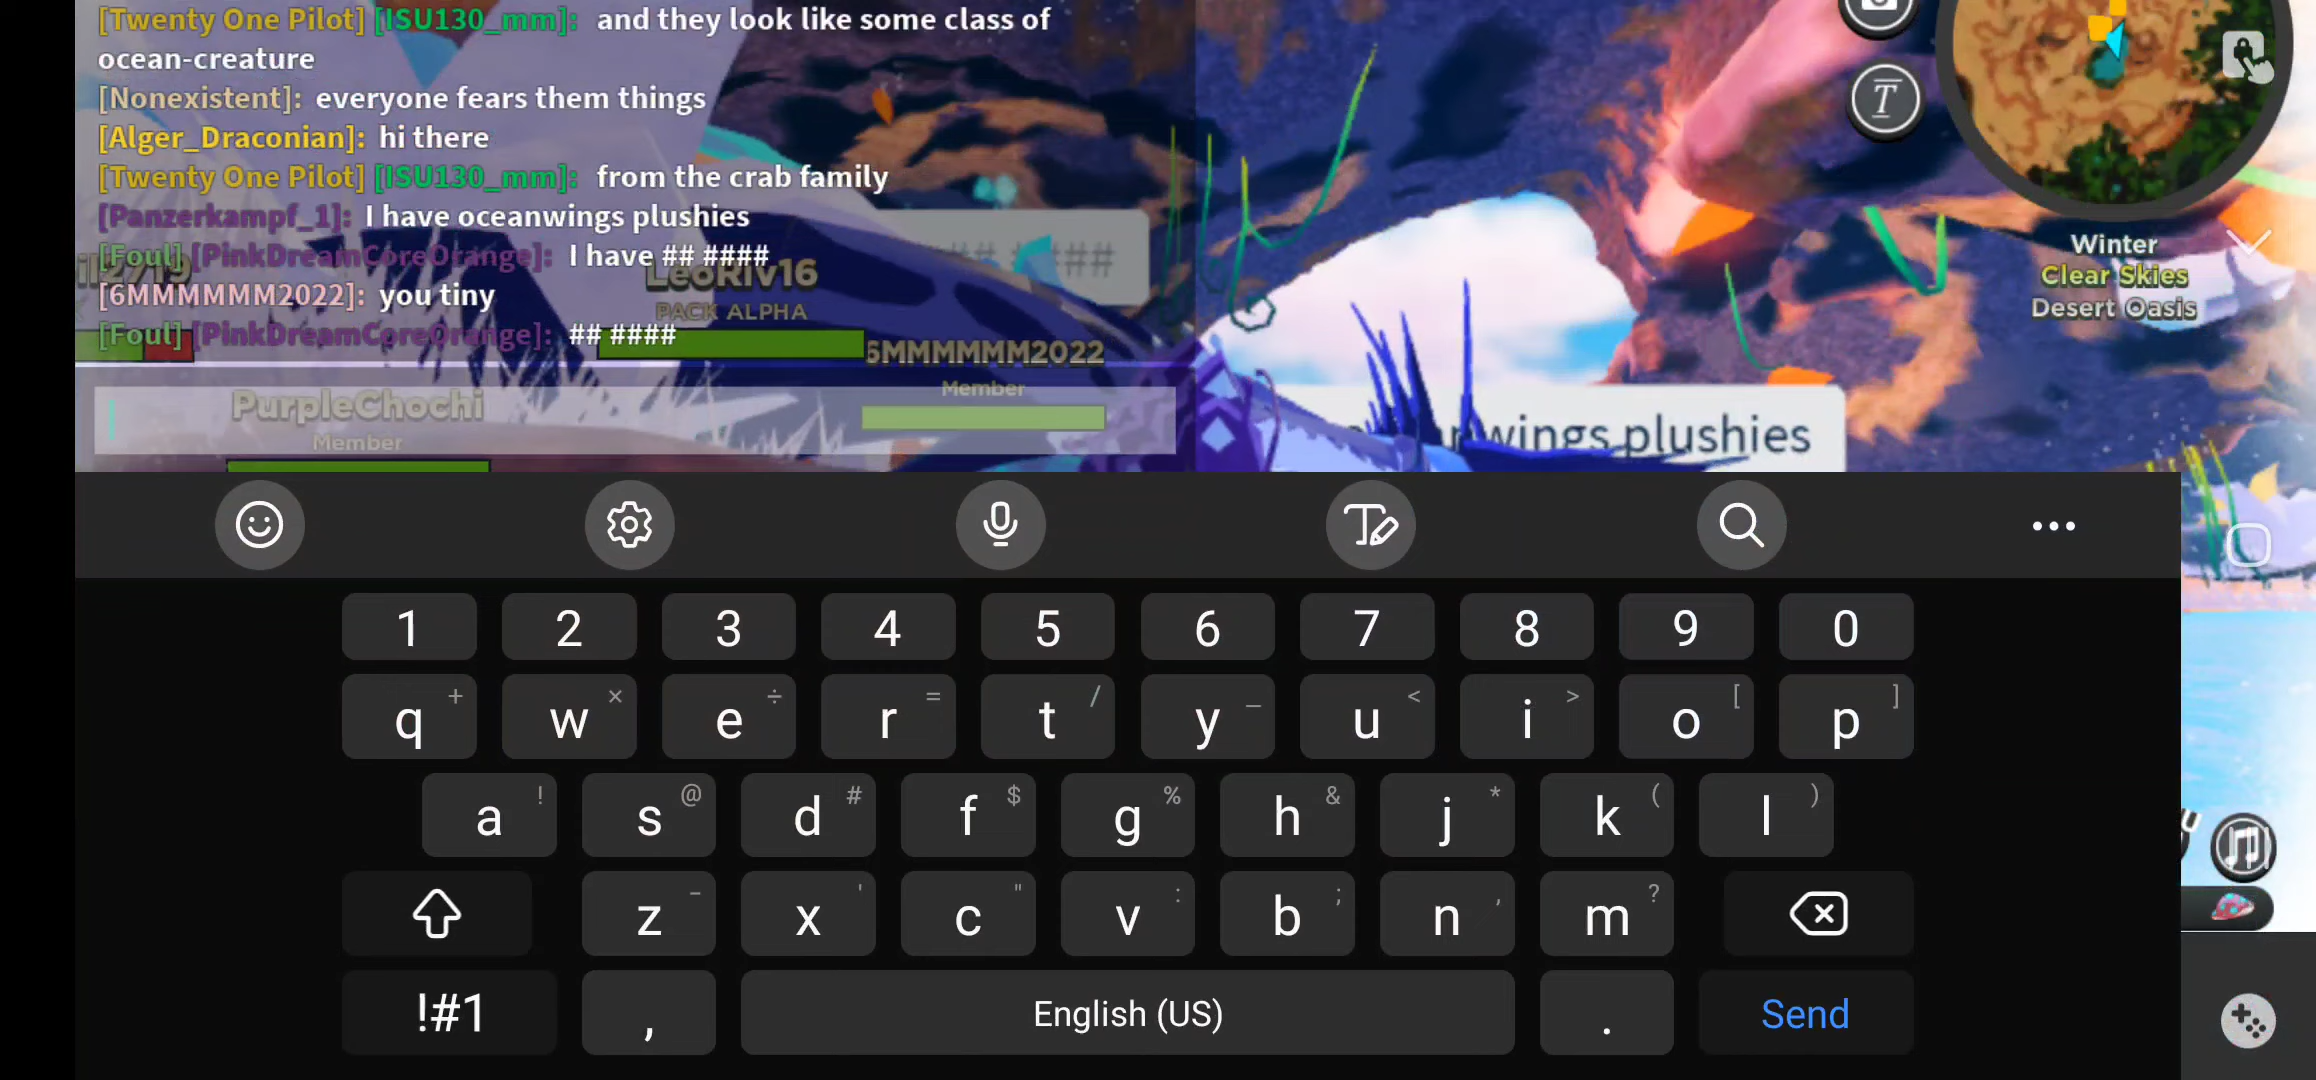 [Twenty One Pilot] [ISU130_mm]: and they look like some class of
ocean-creature
[Nonexistent]: everyone fears them things
[Alger_Draconian]: hi there
[Twenty One Pilot] [ISU130_mm]: from the crab family
[Panzerkampf_1]: I have oceanwings plushies
[Foul] [PinkDreamCoreOrange]: I have ## ####
[6MMMMMM2022]: you tiny
[Foul] [PinkDreamCoreOrange]: ## ####
LeoRiv16
PACK ALPHA
6MMMMMM2022
Member
PurpleChochi
Member
wings plushies
T
Winter
Clear Skies
Desert Oasis
1 2 3 4 5 6 7 8 9 0
q + w × e ÷ r = t / y _ u < i > o [ p ]
a ! s @ d # f $ g % h & j * k ( l )
z - x ' c " v : b ; n , m ?
!#1 , English (US) . Send